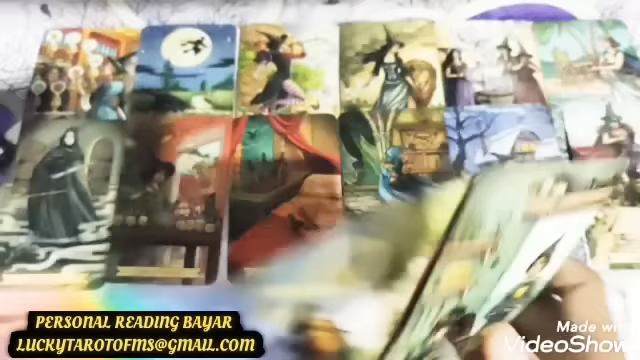 PERSONAL READING BAYAR
LUCKYTAROTOFMS@GMAIL.COM
Made with
VideoShow